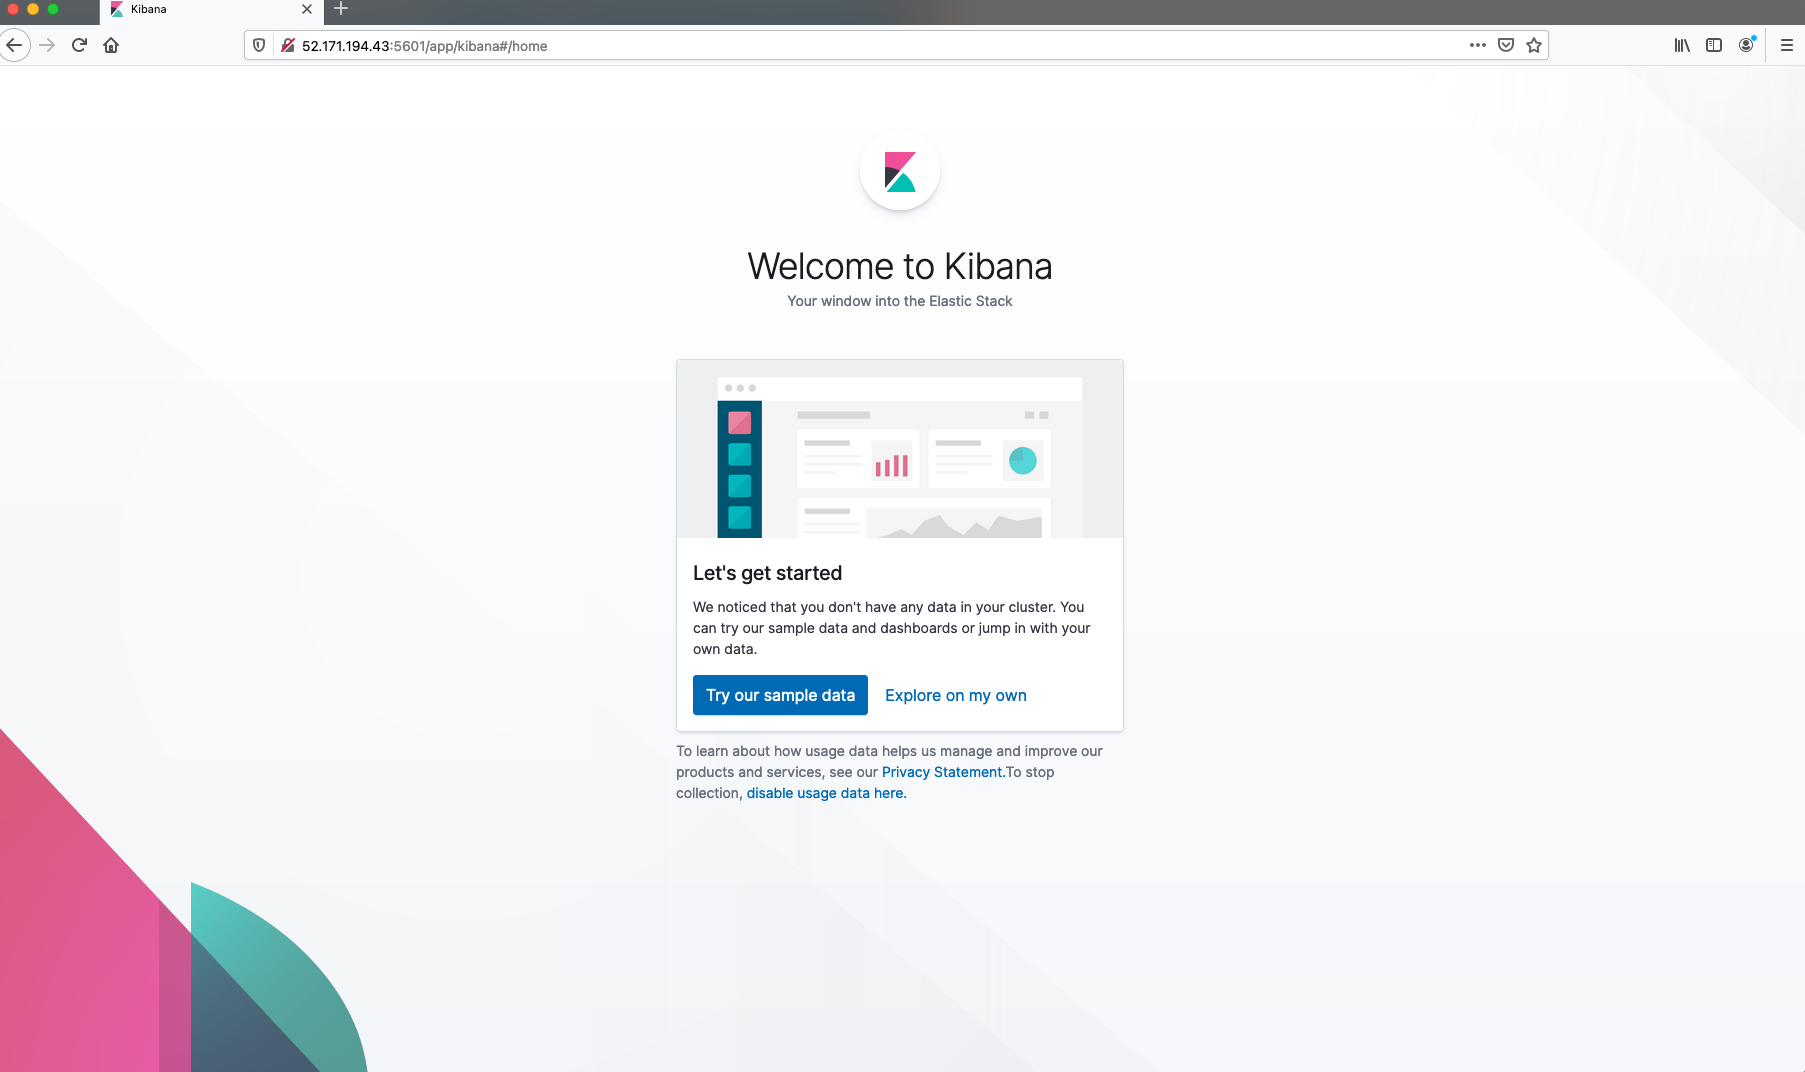 Kibana
52.171.194.43:5601/app/kibana#/home
Welcome to Kibana
Your window into the Elastic Stack
Let's get started
We noticed that you don't have any data in your cluster. You
can try our sample data and dashboards or jump in with your
own data.
Try our sample data
Explore on my own
To learn about how usage data helps us manage and improve our
products and services, see our Privacy Statement.To stop
collection, disable usage data here.